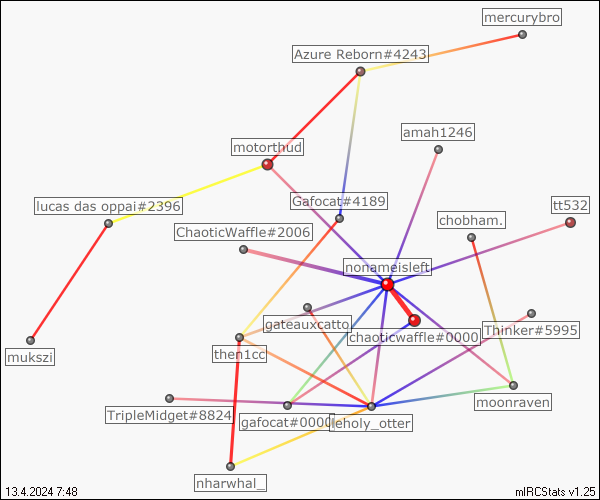 mercurybro
Azure Reborn#4243
amah1246
motorthud
Gafocat#4189
lucas das oppai#2396
tt532
chobham.
ChaoticWaffle#2006
nonameisleft
gateauxcatto
Thinker#5995
chaoticwaffle#0000
mukszi
then1cc
moonraven
TripleMidget#8824
gafocat#0000
leholy_otter
nharwhal_
13.4.2024 7:48
mIRCStats v1.25